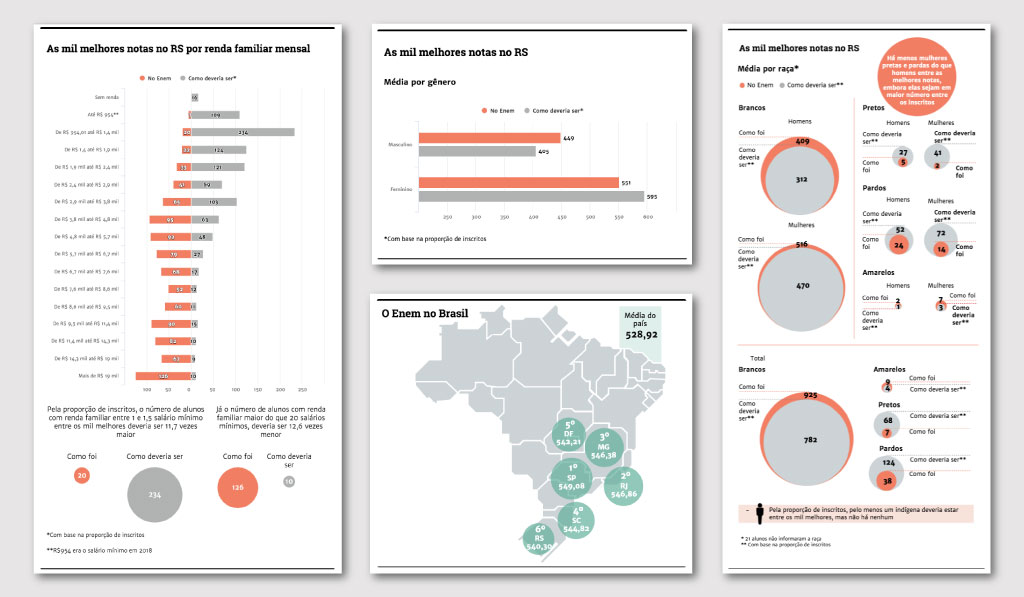 As mil melhores notas no RS por renda familiar mensal
No Enem
Como deveria ser*
Sem renda
Até R$ 954**
109
De R$ 954,01 até R$ 1,4 mil
20
234
De R$ 1,4 até R$ 1,9 mil
22
124
De R$ 1,9 mil até R$ 2,4 mil
121
De R$ 2,4 mil até R$ 2,9 mil
41
69
De R$ 2,9 mil até R$ 3,8 mil
103
De R$ 3,8 mil até R$ 4,8 mil
95
63
De R$ 4,8 mil até R$ 5,7 mil
92
48
De R$ 5,7 mil até R$ 6,7 mil
79
27
De R$ 6,7 mil até R$ 7,6 mil
68
17
De R$ 7,6 mil até R$ 8,6 mil
52
12
De R$ 8,6 mil até R$ 9,5 mil
60
11
De R$ 9,5 mil até R$ 11,4 mil
90
15
De R$ 11,4 mil até R$ 14,3 mil
82
10
De R$ 14,3 mil até R$ 19 mil
67
9
Mais de R$ 19 mil
126
10
100 50 0 50 100 150 200 250
Pela proporção de inscritos, o número de alunos
com renda familiar entre 1 e 1,5 salário mínimo
entre os mil melhores deveria ser 11,7 vezes
maior
Já o número de alunos com renda
familiar maior do que 20 salários
mínimos, deveria ser 12,6 vezes
menor
Como foi
20
Como deveria ser
234
Como foi
126
Como deveria
ser
10
*Com base na proporção de inscritos
**R$954 era o salário mínimo em 2018
As mil melhores notas no RS
Média por gênero
No Enem
Como deveria ser*
Masculino
449
405
Feminino
551
595
250 300 350 400 450 500 550 600
*Com base na proporção de inscritos
O Enem no Brasil
Média do
país
528,92
5º
DF
542,21
3º
MG
546,38
1º
SP
549,08
2º
RJ
546,86
4º
SC
544,82
6º
RS
540,30
As mil melhores notas no RS
Média por raça*
No Enem
Como deveria ser**
Há menos mulheres
pretas e pardas do que
homens entre as
melhores notas,
embora elas sejam em
maior número entre
os inscritos
Brancos
Homens
Como foi
409
Como
deveria
ser**
312
Mulheres
Como foi
516
Como
deveria
ser**
470
Pretos
Homens
Mulheres
Como deveria
ser**
27
Como
foi
5
Como deveria
ser**
41
2
Como
foi
Pardos
Homens
Mulheres
Como deveria
ser**
52
Como
foi
24
Como deveria
ser**
72
14
Como
foi
Amarelos
Homens
Mulheres
Como foi
2
1
Como
deveria
ser**
7
Como foi
3
Como
deveria
ser**
Total
Brancos
Como foi
925
Como
deveria
ser**
782
Amarelos
9
Como foi
4
Como deveria ser**
Pretos
68
Como deveria ser**
7
Como foi
Pardos
124
Como deveria ser**
38
Como foi
- Pela proporção de inscritos, pelo menos um indígena deveria estar
entre os mil melhores, mas não há nenhum
* 21 alunos não informaram a raça
** Com base na proporção de inscritos